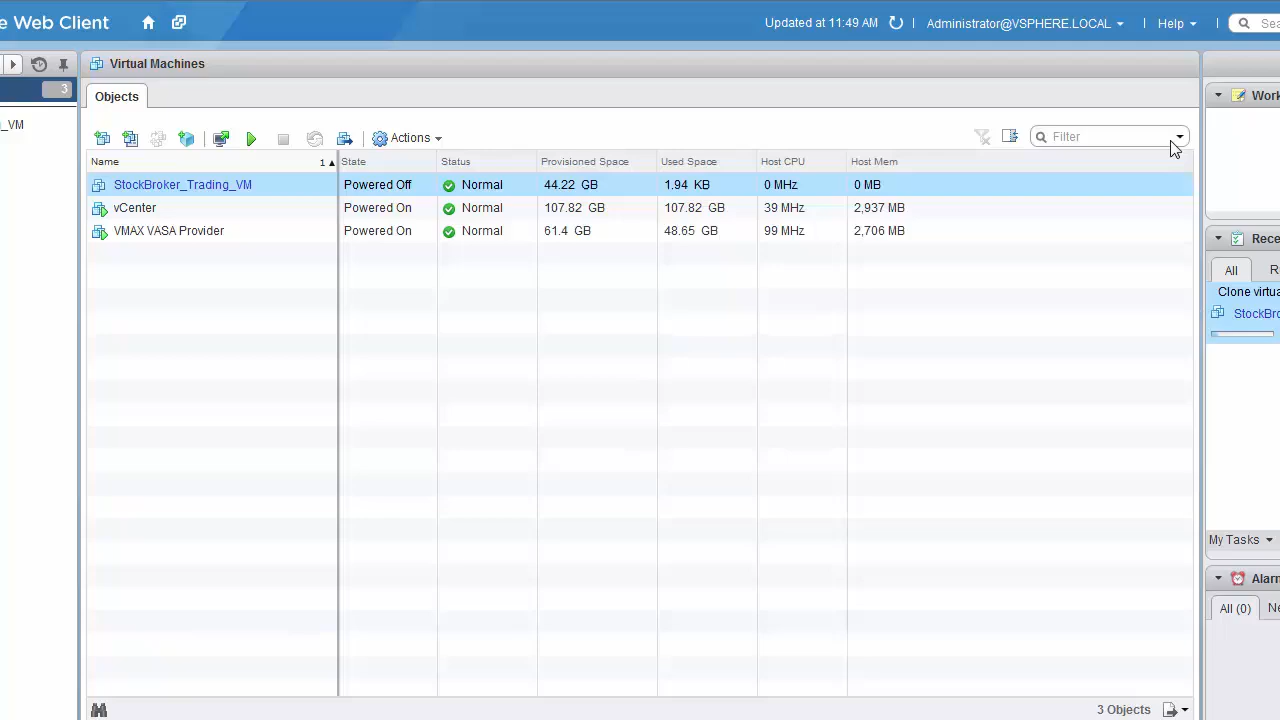 e Web Client
Updated at 11:49 AM
Administrator@VSPHERE.LOCAL
Help
Sea
3
_VM
Virtual Machines
Objects
Actions
Filter
Name 1 State Status Provisioned Space Used Space Host CPU Host Mem
StockBroker_Trading_VM Powered Off Normal 44.22 GB 1.94 KB 0 MHz 0 MB
vCenter Powered On Normal 107.82 GB 107.82 GB 39 MHz 2,937 MB
VMAX VASA Provider Powered On Normal 61.4 GB 48.65 GB 99 MHz 2,706 MB
3 Objects
Work
Rece
All R
Clone virtua
StockBro
My Tasks
Alarm
All (0) Ne